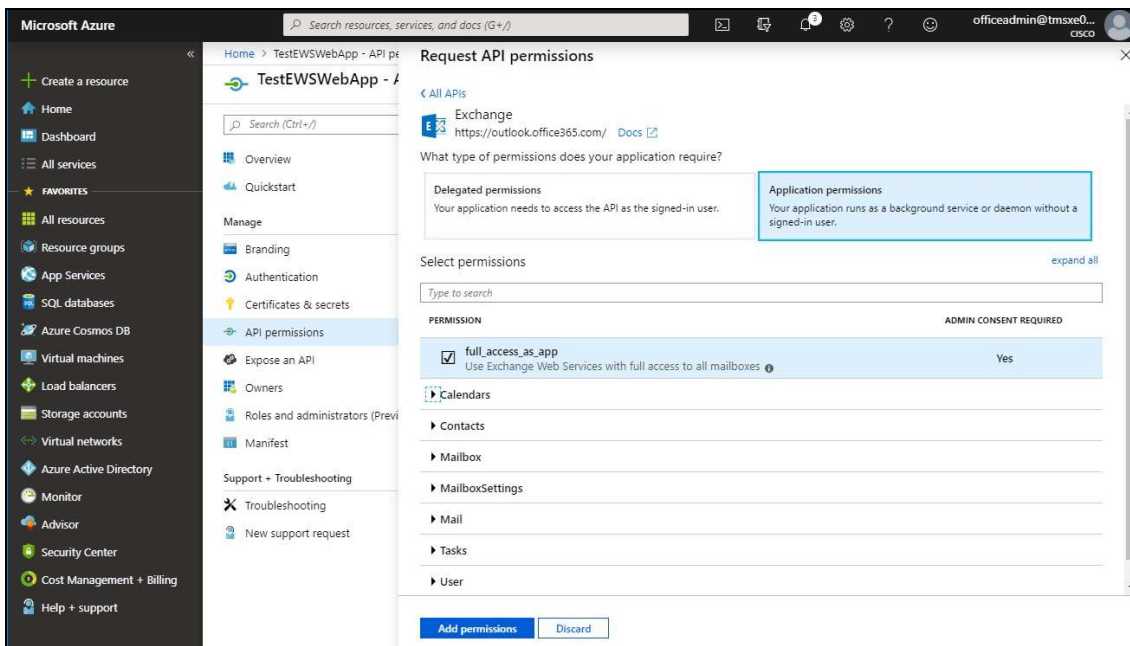 Microsoft Azure
Search resources, services, and docs (G+/)
3
officeadmin@tmsxe0...
CISCO
«
Create a resource
Home
Dashboard
All services
FAVORITES
All resources
Resource groups
App Services
SQL databases
Azure Cosmos DB
Virtual machines
Load balancers
Storage accounts
Virtual networks
Azure Active Directory
Monitor
Advisor
Security Center
Cost Management + Billing
Help + support
Home > TestEWSWebApp - API pe
TestEWSWebApp - A
Search (Ctrl+/)
Overview
Quickstart
Manage
Branding
Authentication
Certificates & secrets
API permissions
Expose an API
Owners
Roles and administrators (Previ
Manifest
Support + Troubleshooting
Troubleshooting
New support request
Request API permissions
All APIs
Exchange
https://outlook.office365.com/ Docs
What type of permissions does your application require?
Delegated permissions
Your application needs to access the API as the signed-in user.
Application permissions
Your application runs as a background service or daemon without a
signed-in user.
Select permissions
expand all
Type to search
PERMISSION
ADMIN CONSENT REQUIRED
full_access_as_app
Use Exchange Web Services with full access to all mailboxes
Yes
Calendars
Contacts
Mailbox
MailboxSettings
Mail
Tasks
User
Add permissions
Discard